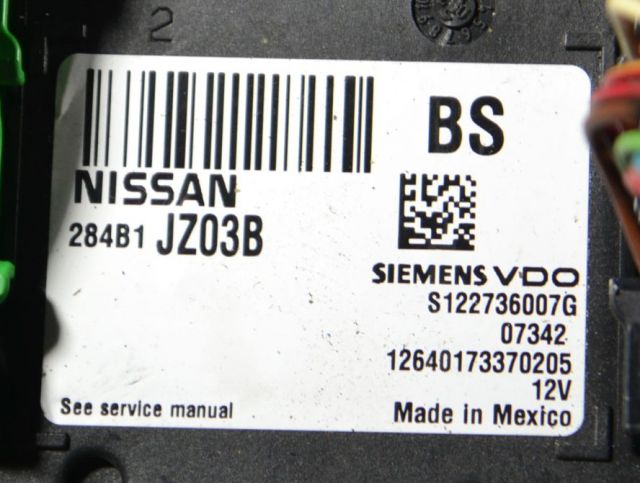 2
BS
NISSAN
284B1 JZ03B
SIEMENS VDO
S122736007G
07342
12640173370205
12V
See service manual
Made in Mexico